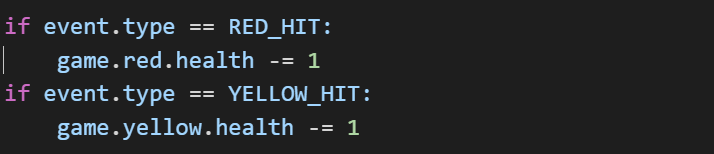 if event.type == RED_HIT:
    game.red.health -= 1
if event.type == YELLOW_HIT:
    game.yellow.health -= 1